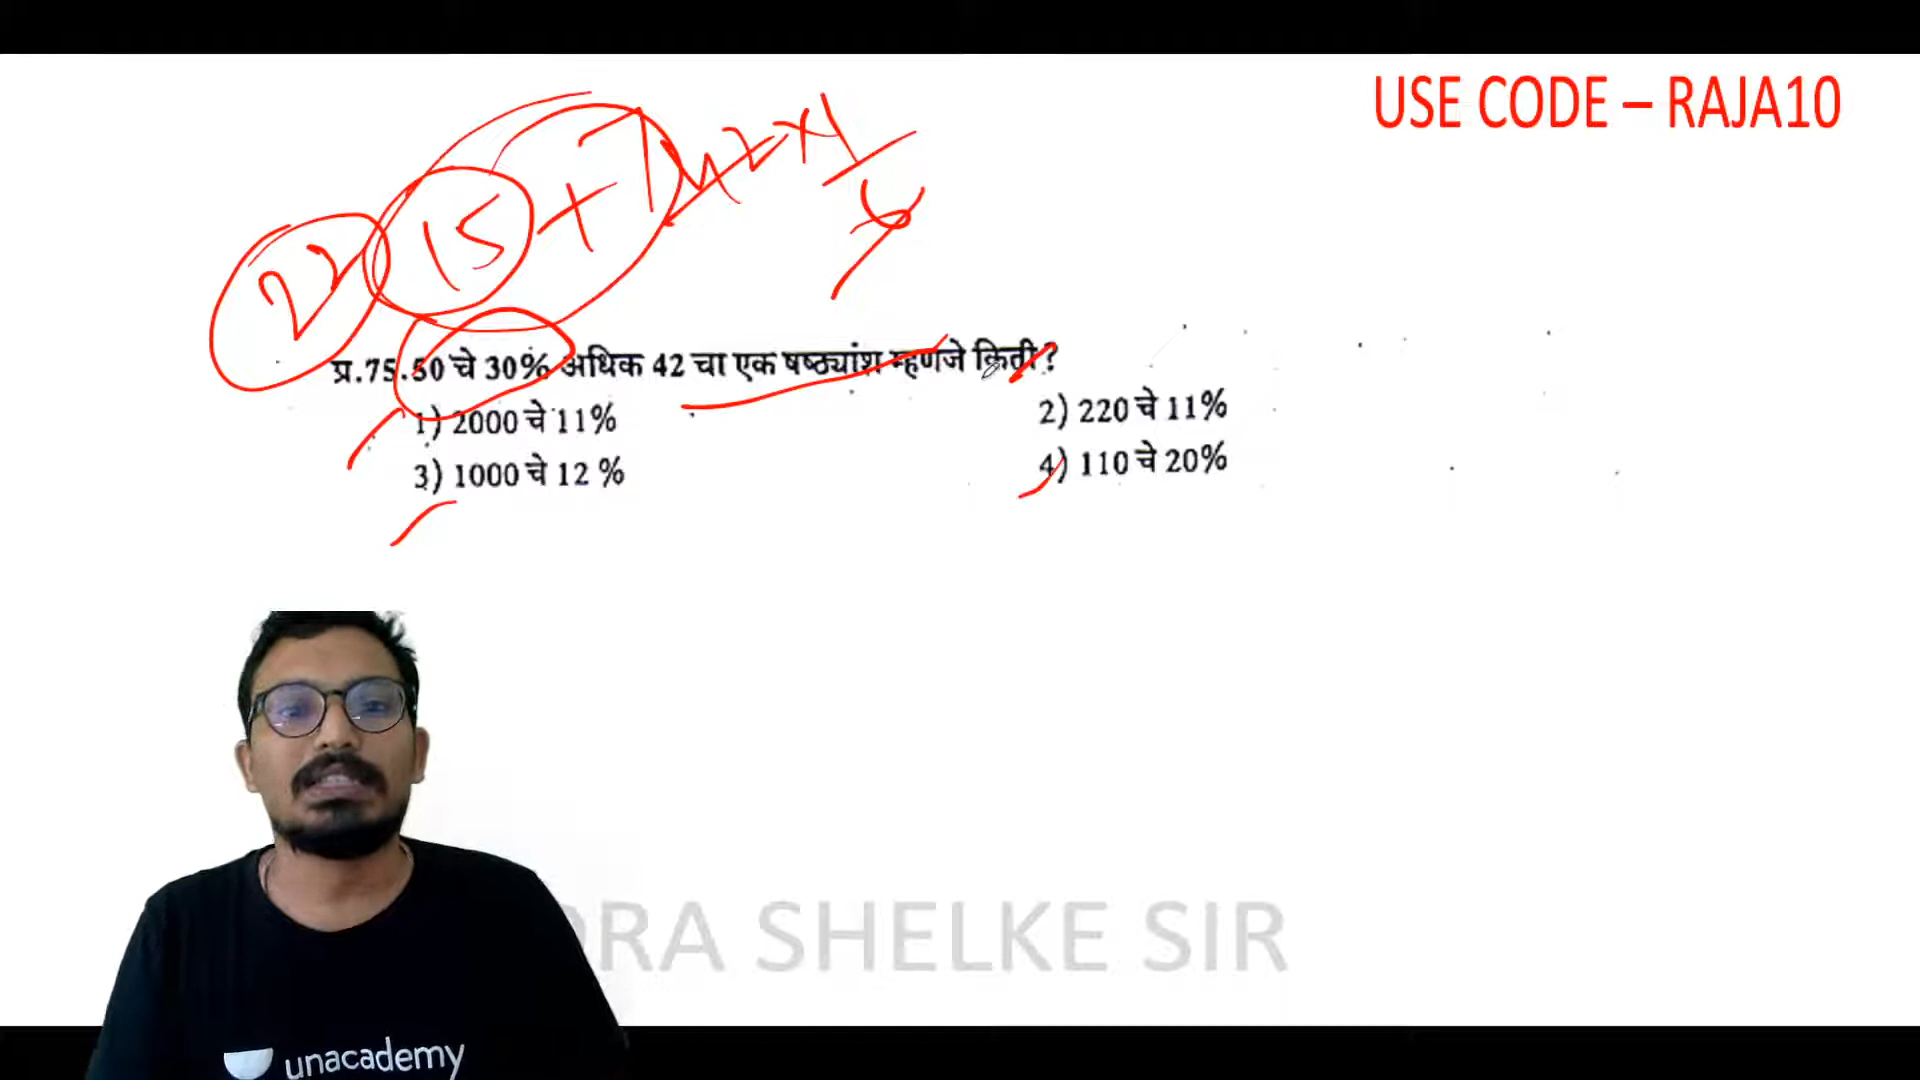 USE CODE – RAJA10
22 15 + 7 42 × 1/6
प्र.75.50 चे 30% अधिक 42 चा एक षष्ठ्यांश म्हणजे किती ?
1) 2000 चे 11%
2) 220 चे 11%
3) 1000 चे 12 %
4) 110 चे 20%
DRA SHELKE SIR
unacademy